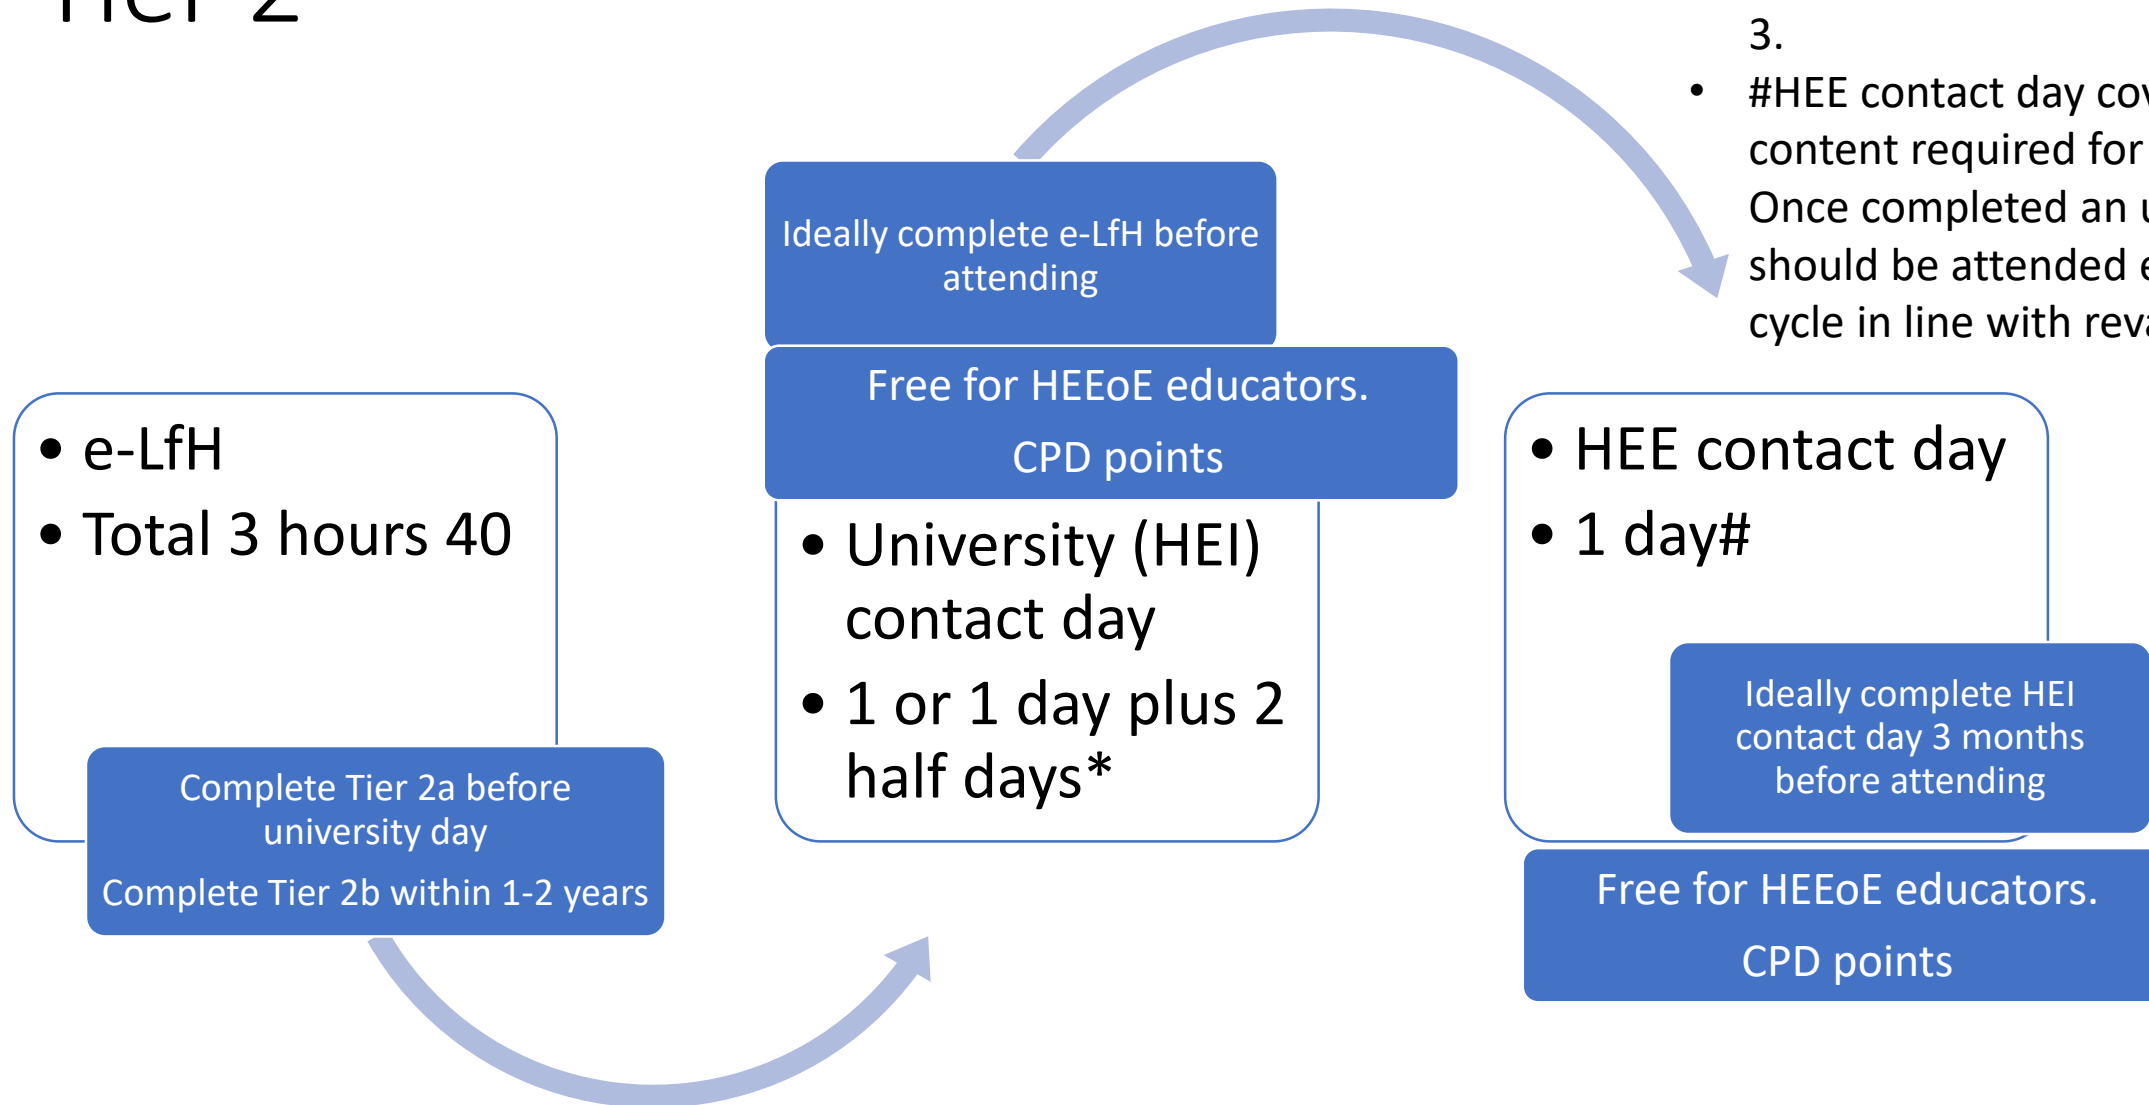 Tier 2
3.
• #HEE contact day
content required for
Once completed an
should be attended
cycle in line with
• e-LfH
• Total 3 hours 40
Complete Tier 2a before
university day
Complete Tier 2b within 1-2 years
Ideally complete e-LfH before
attending
Free for HEEoE educators.
CPD points
• University (HEI)
contact day
• 1 or 1 day plus 2
half days*
• HEE contact day
• 1 day#
Ideally complete HEI
contact day 3 months
before attending
Free for HEEoE educators.
CPD points